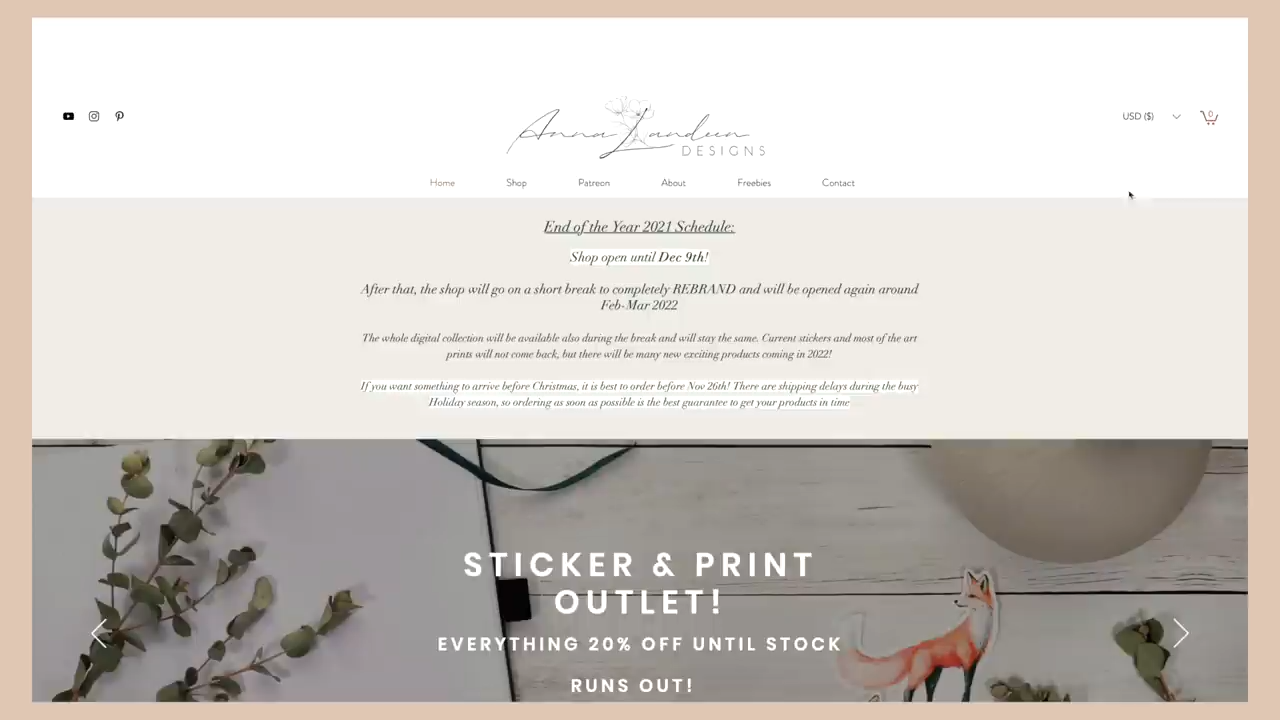 Anna Landeen
DESIGNS
USD ($)
0
Home Shop Patreon About Freebies Contact
End of the Year 2021 Schedule:
Shop open until Dec 9th!
After that, the shop will go on a short break to completely REBRAND and will be opened again around
Feb-Mar 2022
The whole digital collection will be available also during the break and will stay the same. Current stickers and most of the art
prints will not come back, but there will be many new exciting products coming in 2022!
If you want something to arrive before Christmas, it is best to order before Nov 26th! There are shipping delays during the busy
Holiday season, so ordering as soon as possible is the best guarantee to get your products in time
STICKER & PRINT
OUTLET!
EVERYTHING 20% OFF UNTIL STOCK
RUNS OUT!